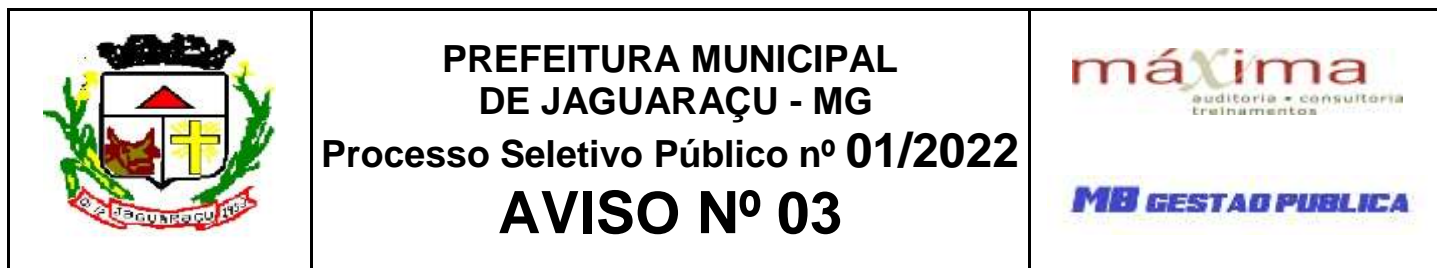 PREFEITURA MUNICIPAL
DE JAGUARAÇU - MG
Processo Seletivo Público nº 01/2022
AVISO Nº 03
JAGUARAÇU
máxima
auditoria • consultoria
treinamentos
MB GESTAO PUBLICA